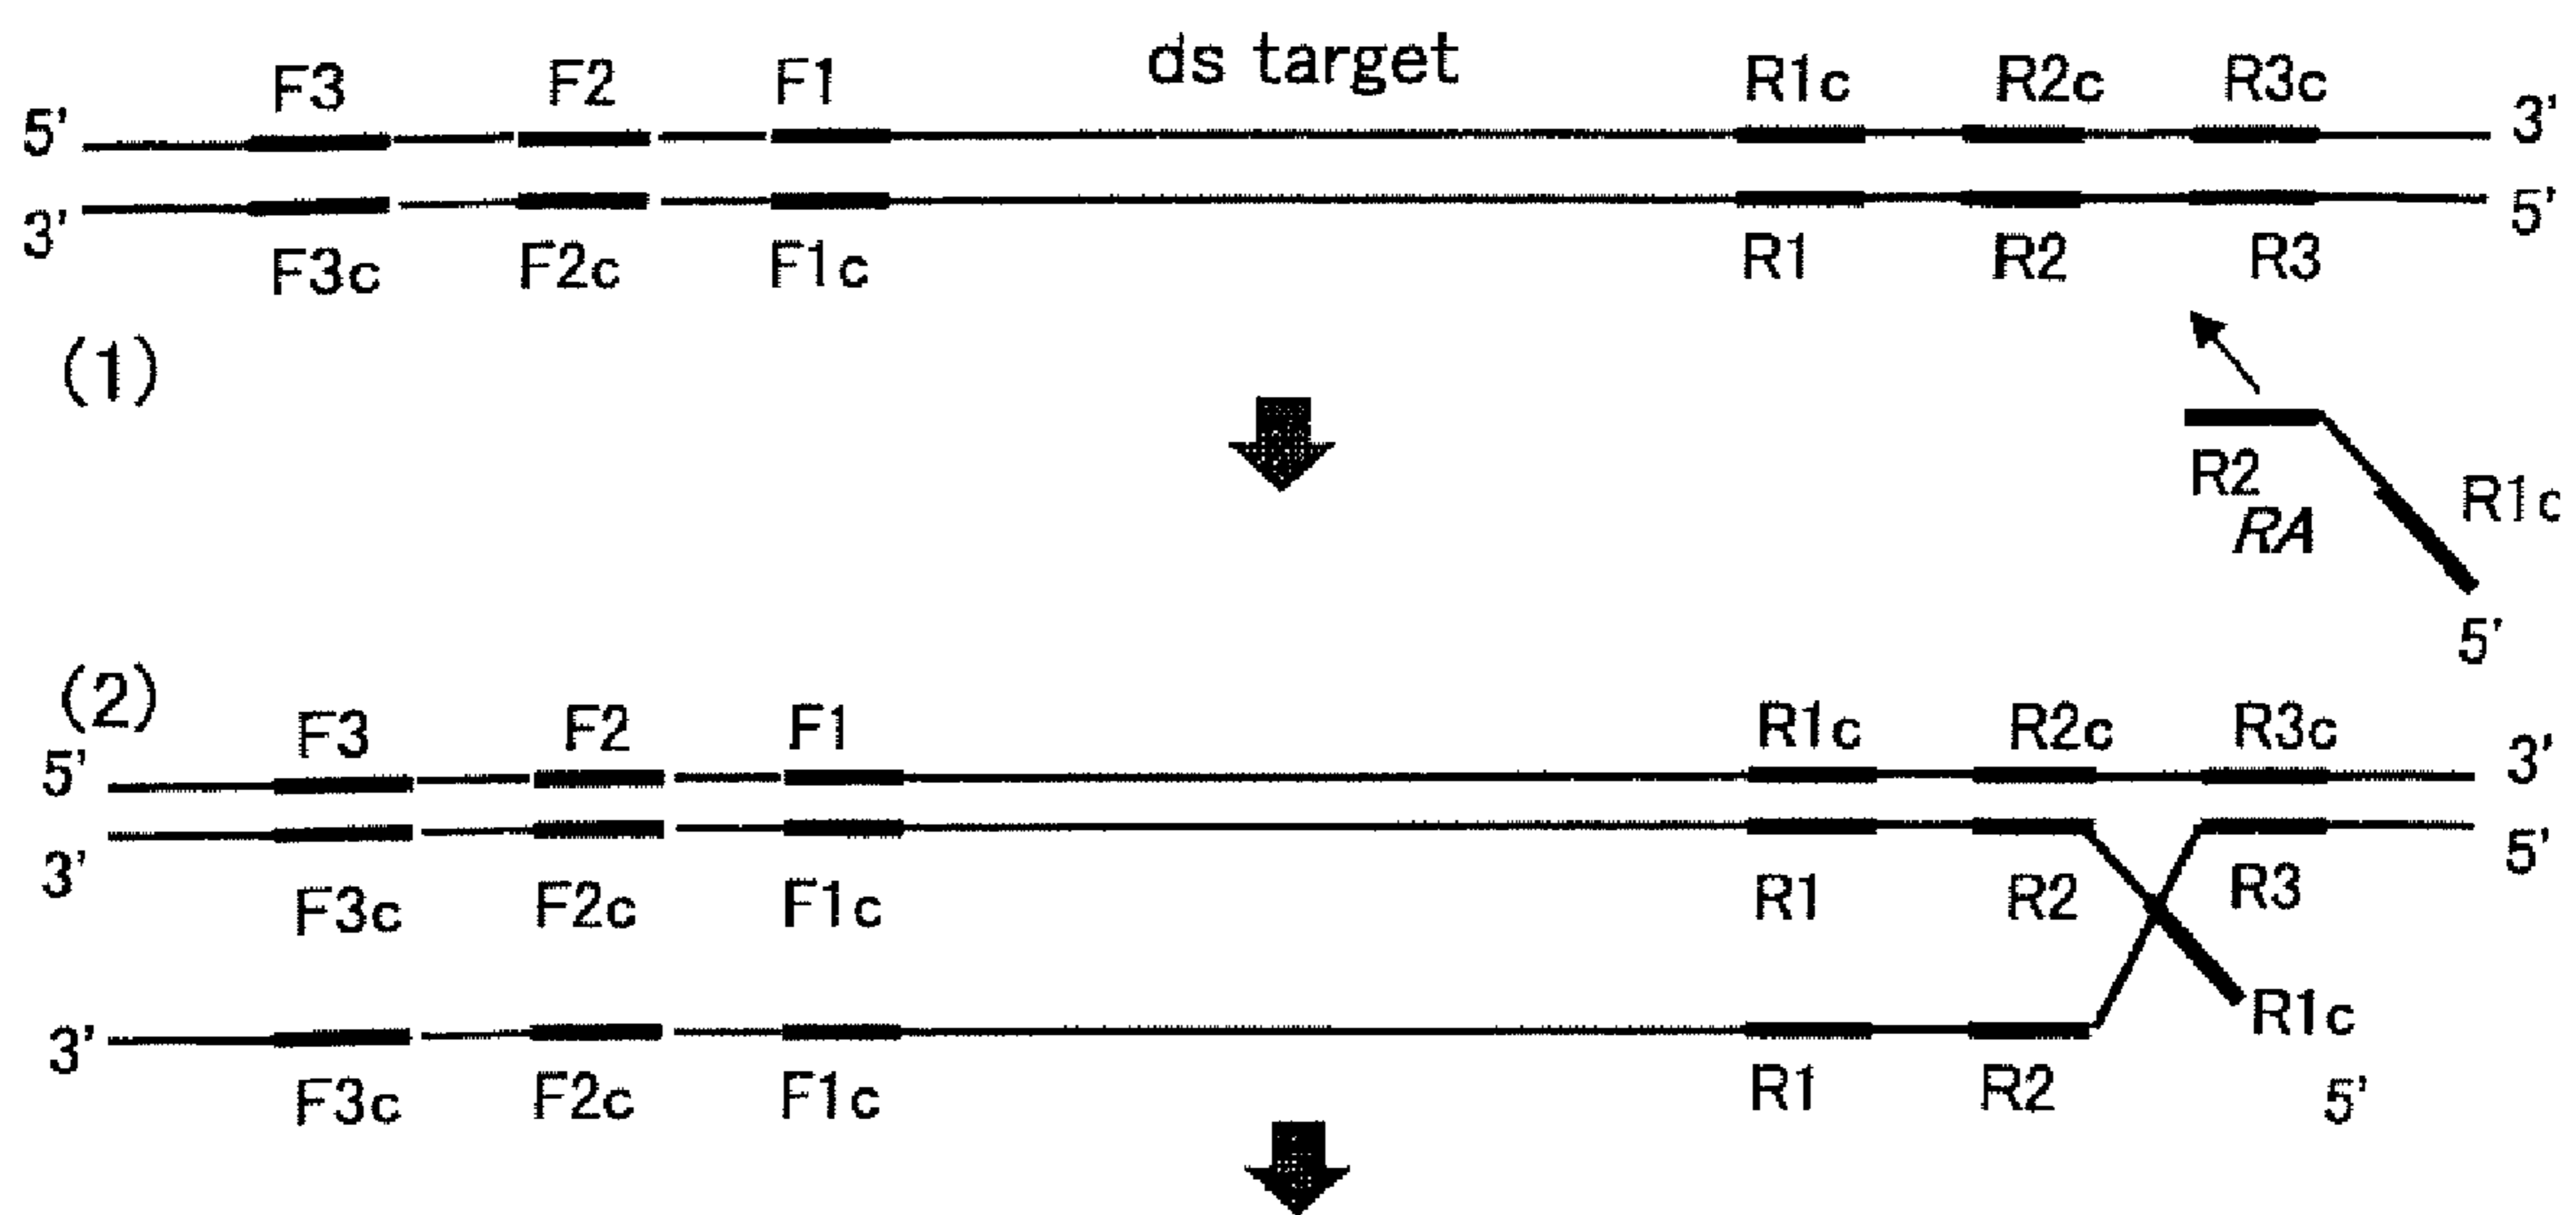 ds target
F3 F2 F1 R1c R2c R3c
5' 3'
3' 5'
F3c F2c F1c R1 R2 R3
(1)
R2 R1c
RA
5'
(2)
F3 F2 F1 R1c R2c R3c
5' 3'
3' 5'
F3c F2c F1c R1 R2 R3
R1c
3'
F3c F2c F1c R1 R2 5'